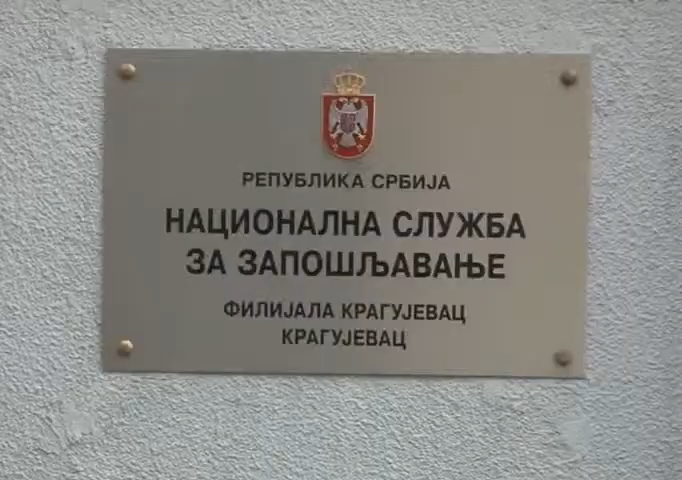 РЕПУБЛИКА СРБИЈА
НАЦИОНАЛНА СЛУЖБА
ЗА ЗАПОШЉАВАЊЕ
ФИЛИЈАЛА КРАГУЈЕВАЦ
КРАГУЈЕВАЦ